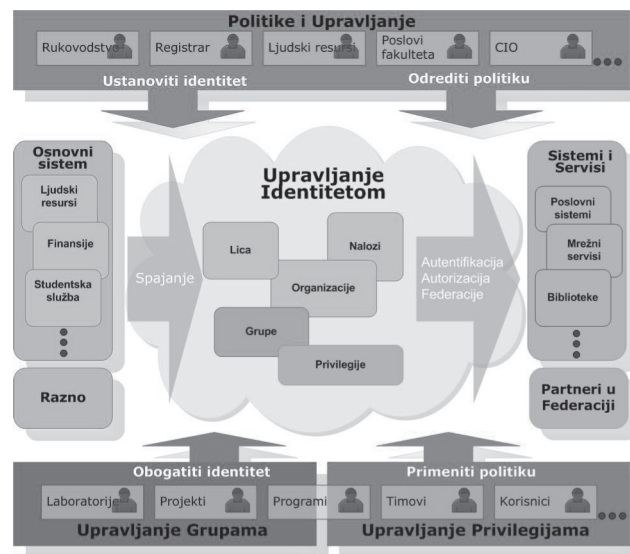 Politike i Upravljanje
Rukovodstvo
Registrar
Ljudski resursi
Poslovi
fakulteta
CIO
Ustanoviti identitet
Odrediti politiku
Osnovni
sistem
Ljudski
resursi
Finansije
Studentska
služba
Razno
Spajanje
Upravljanje
Identitetom
Lica
Nalozi
Organizacije
Grupe
Privilegije
Autentifikacija
Autorizacija
Federacije
Sistemi i
Servisi
Poslovni
sistemi
Mrežni
servisi
Biblioteke
Partneri u
Federaciji
Obogatiti identitet
Primeniti politiku
Laboratorije
Projekti
Programi
Timovi
Korisnici
Upravljanje Grupama
Upravljanje Privilegijama